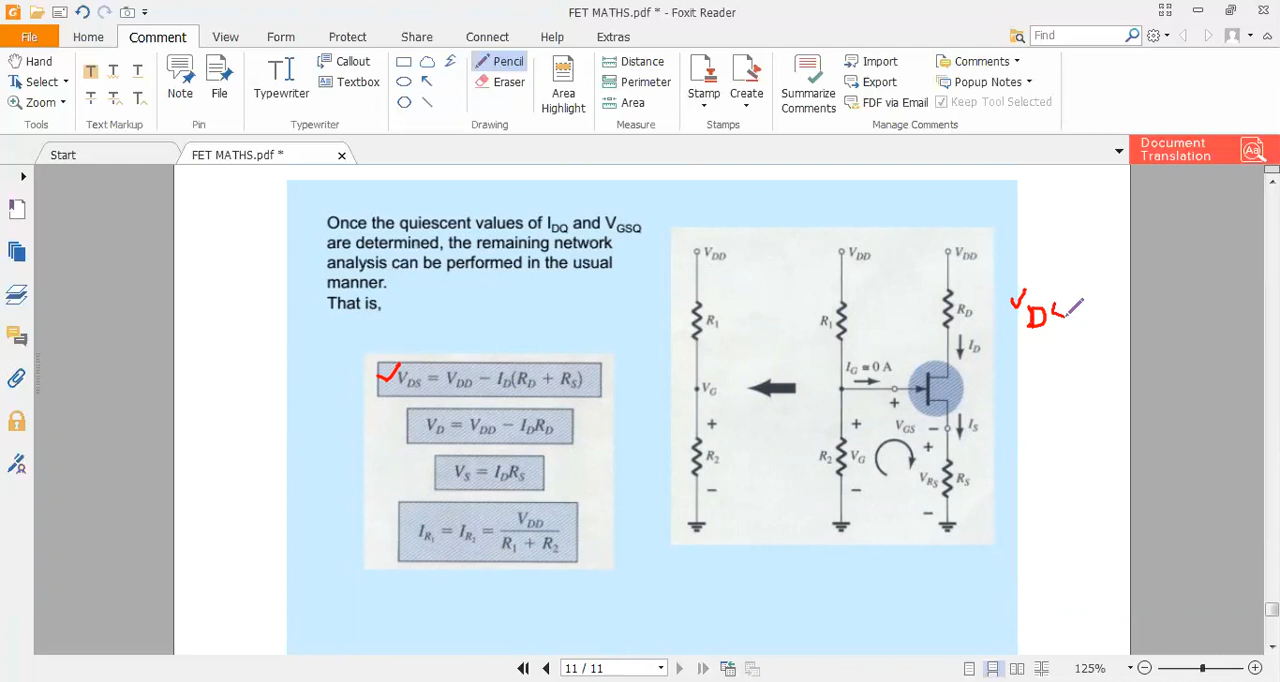 FET MATHS.pdf * - Foxit Reader
File Home Comment View Form Protect Share Connect Help Extras Find
Hand
Select
Zoom
Tools
T T T
T T T
Text Markup
Note File
Pin
Typewriter
Callout
Textbox
Typewriter
Pencil
Eraser
Drawing
Area
Highlight
Distance
Perimeter
Area
Measure
Stamp Create
Stamps
Summarize
Comments
Import
Export
FDF via Email
Comments
Popup Notes
Keep Tool Selected
Manage Comments
Start
FET MATHS.pdf *
Document
Translation
Once the quiescent values of I_DQ and V_GSQ
are determined, the remaining network
analysis can be performed in the usual
manner.
That is,
V_DS = V_DD − I_D(R_D + R_S)
V_D = V_DD − I_DR_D
V_S = I_DR_S
I_R₁ = I_R₂ = V_DD / (R₁ + R₂)
V_DD V_DD V_DD
R₁ R₁ R_D
I_D
I_G ≅ 0 A
V_G
+ + + V_GS − I_S
+
R₂ R₂ V_G V_RS R_S
− − −
V D
11 / 11
125%